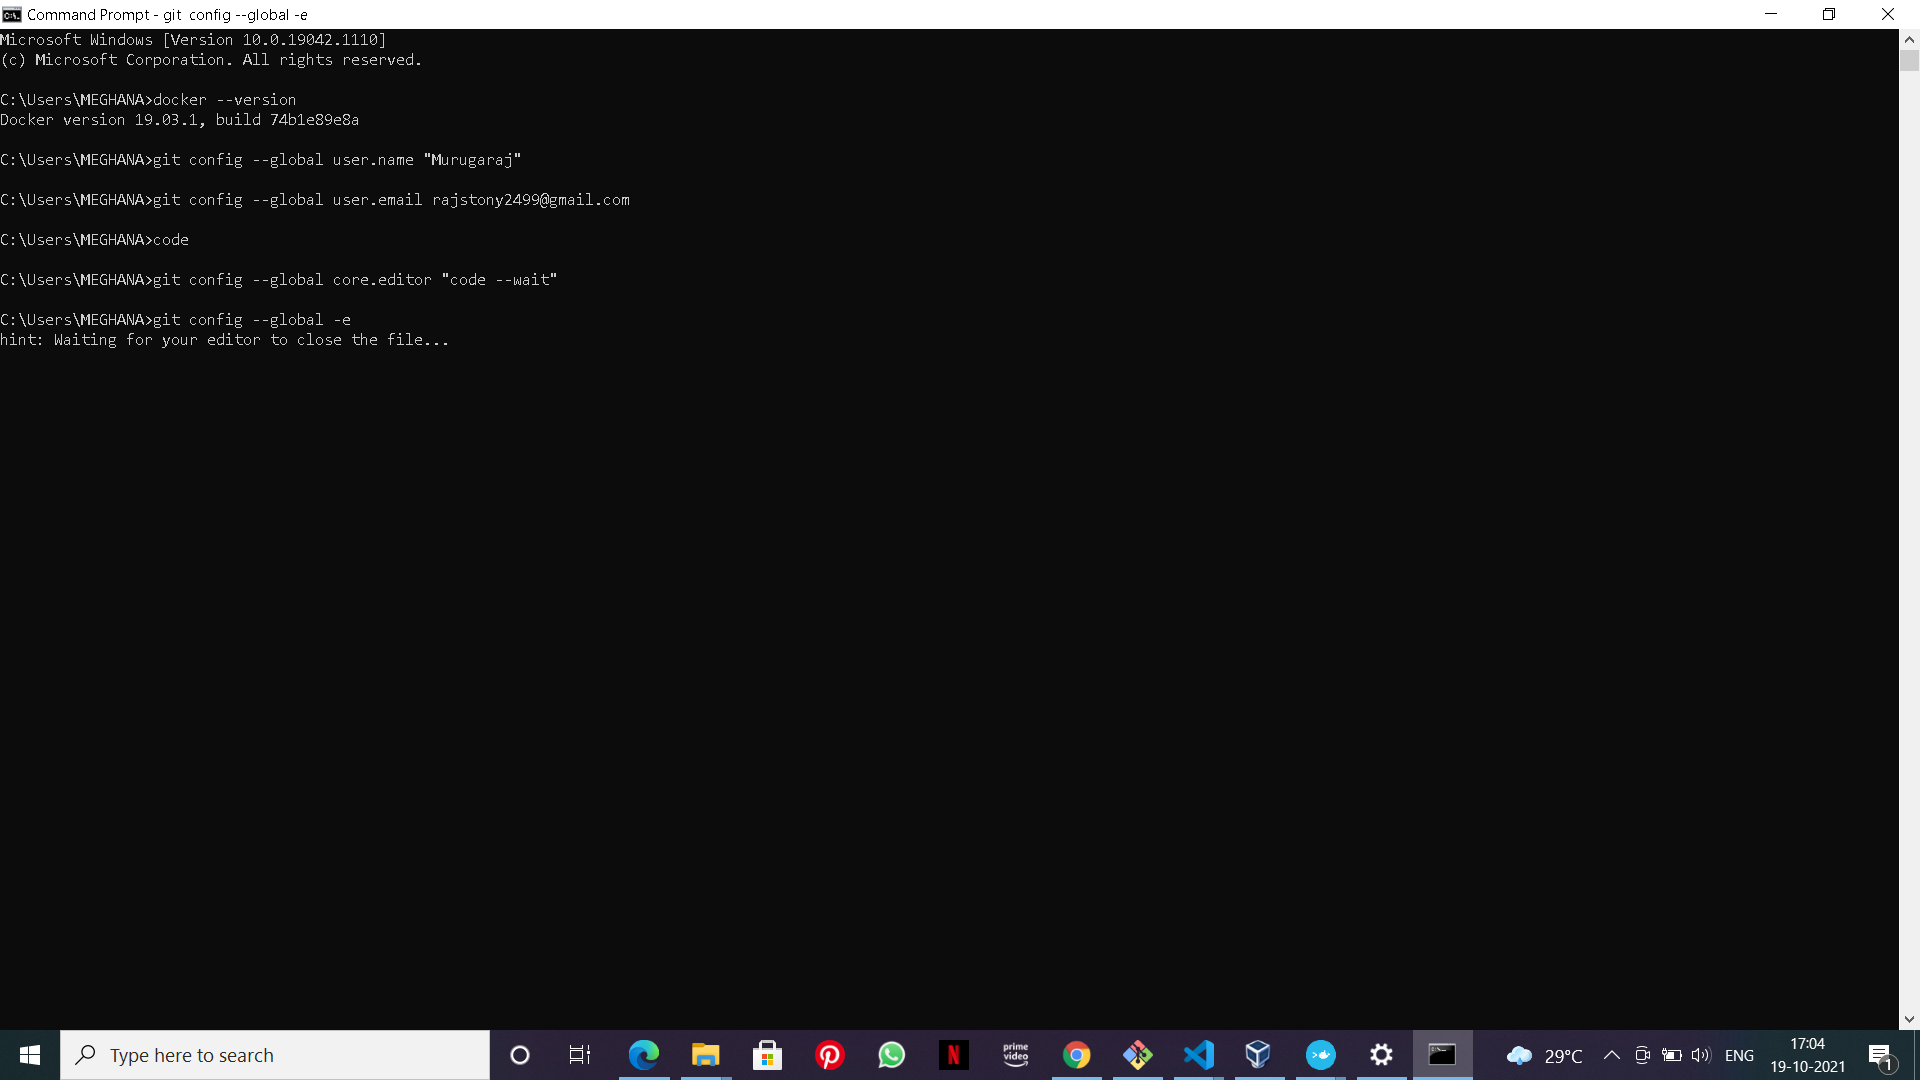 Command Prompt - git  config --global -e
Microsoft Windows [Version 10.0.19042.1110]
(c) Microsoft Corporation. All rights reserved.
C:\Users\MEGHANA>docker --version
Docker version 19.03.1, build 74b1e89e8a
C:\Users\MEGHANA>git config --global user.name "Murugaraj"
C:\Users\MEGHANA>git config --global user.email rajstony2499@gmail.com
C:\Users\MEGHANA>code
C:\Users\MEGHANA>git config --global core.editor "code --wait"
C:\Users\MEGHANA>git config --global -e
hint: Waiting for your editor to close the file...
Type here to search
N
prime video
29°C
ENG
17:04
19-10-2021
1